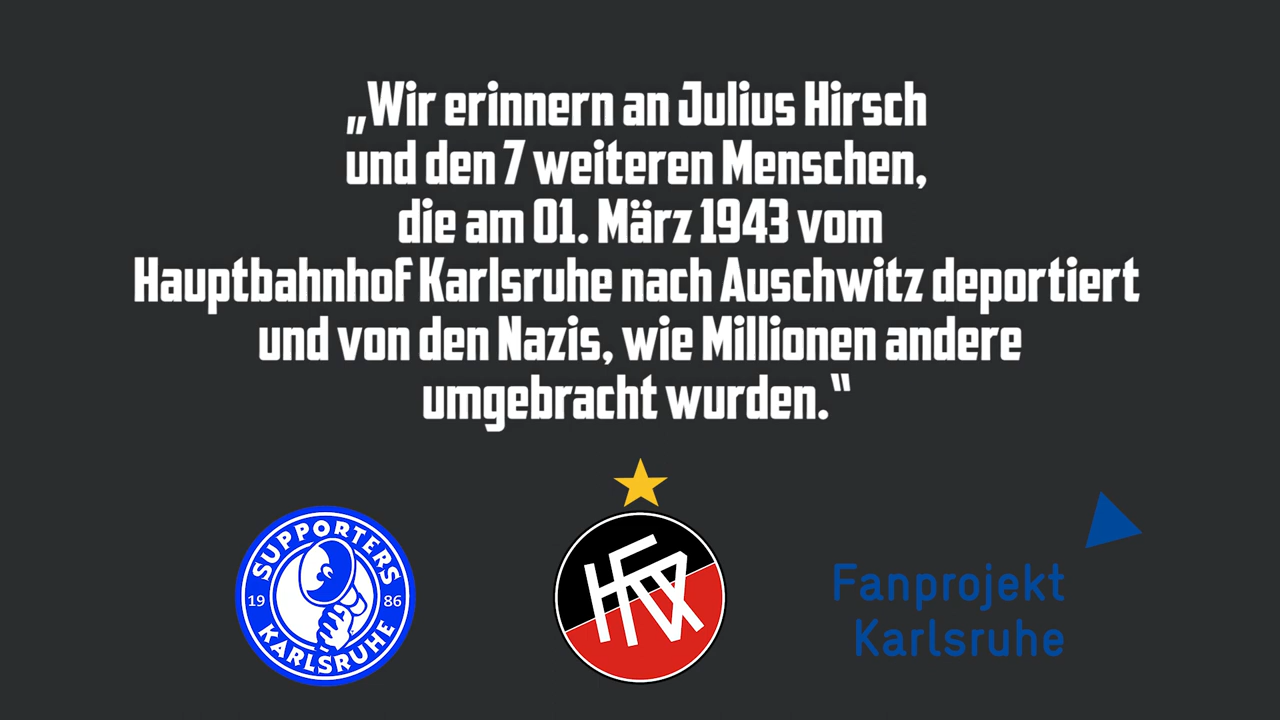 „Wir erinnern an Julius Hirsch
und den 7 weiteren Menschen,
die am 01. März 1943 vom
Hauptbahnhof Karlsruhe nach Auschwitz deportiert
und von den Nazis, wie Millionen andere
umgebracht wurden.“
SUPPORTERS
19 86
KARLSRUHE
KFV
Fanprojekt
Karlsruhe